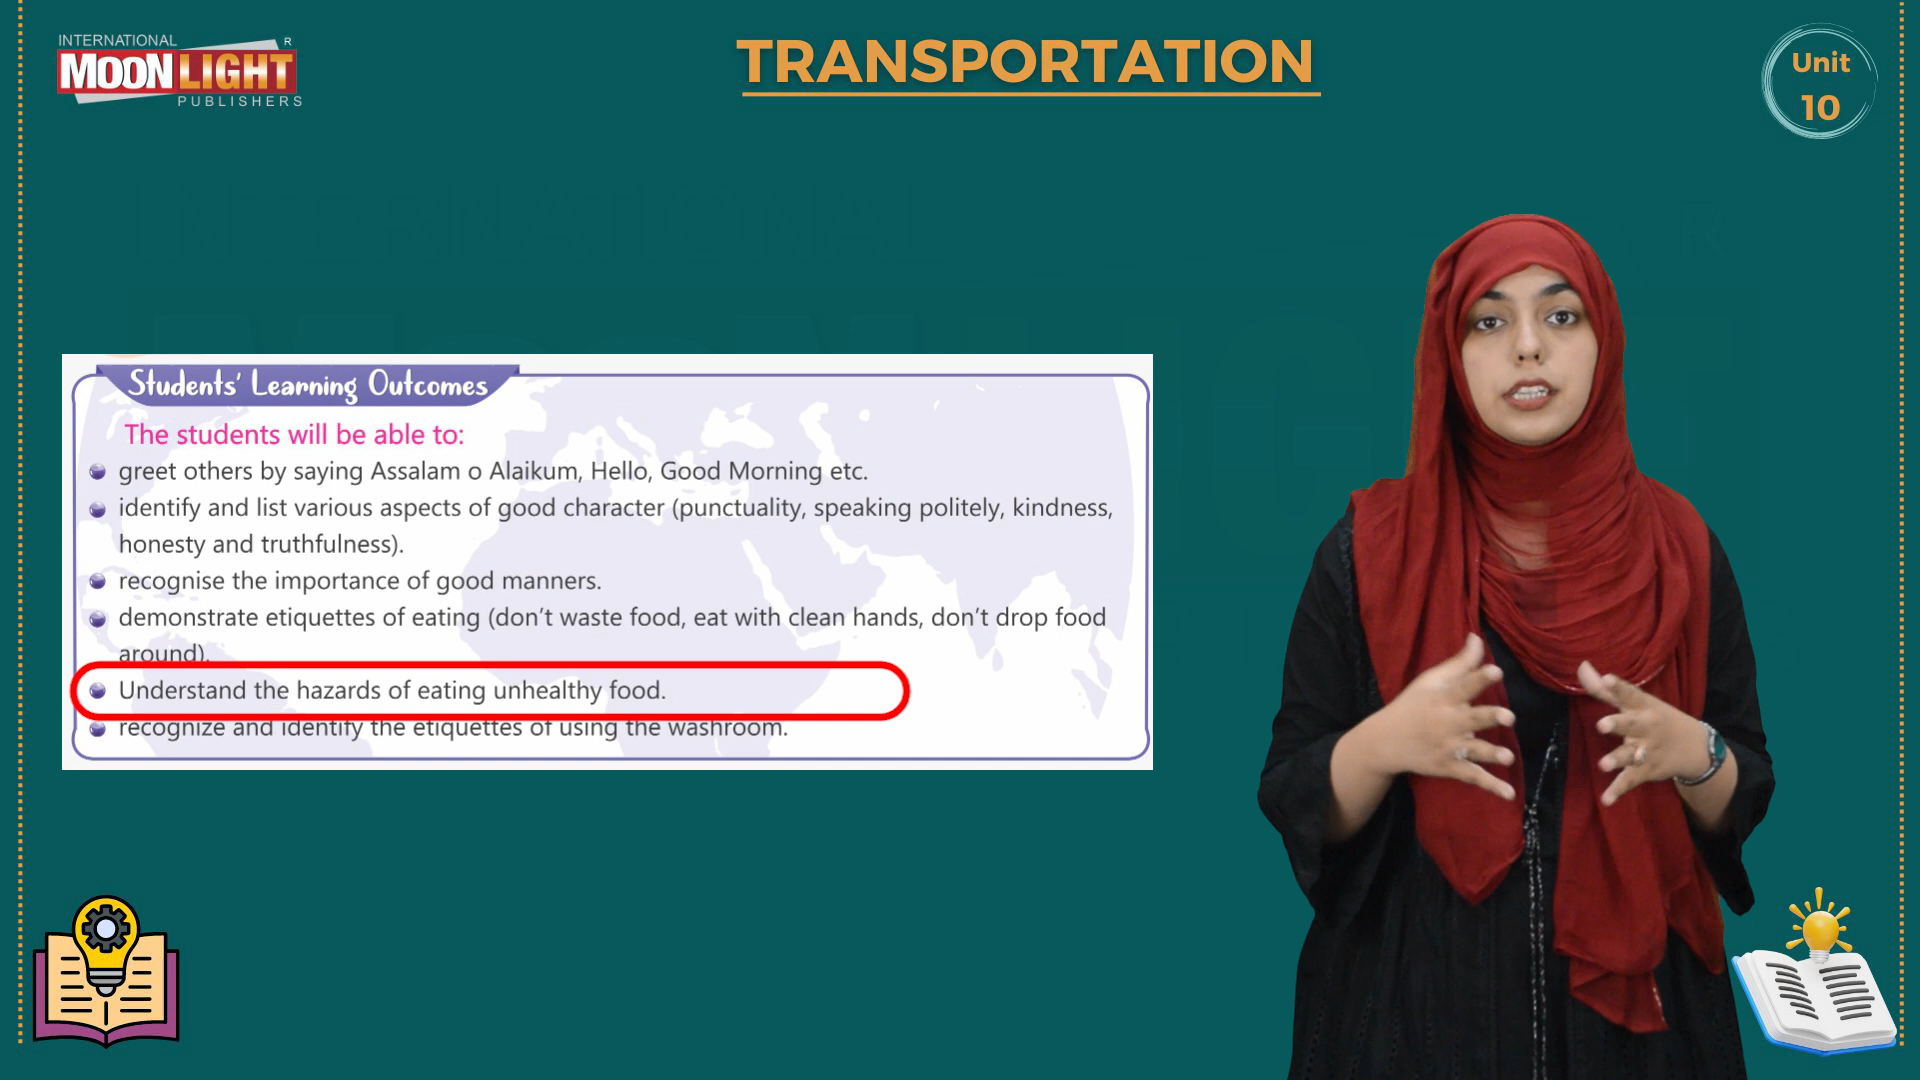 INTERNATIONAL
R
MOONLIGHT
PUBLISHERS
TRANSPORTATION
Unit
10
Students' Learning Outcomes
The students will be able to:
greet others by saying Assalam o Alaikum, Hello, Good Morning etc.
identify and list various aspects of good character (punctuality, speaking politely, kindness,
honesty and truthfulness).
recognise the importance of good manners.
demonstrate etiquettes of eating (don't waste food, eat with clean hands, don't drop food
around).
Understand the hazards of eating unhealthy food.
recognize and identify the etiquettes of using the washroom.